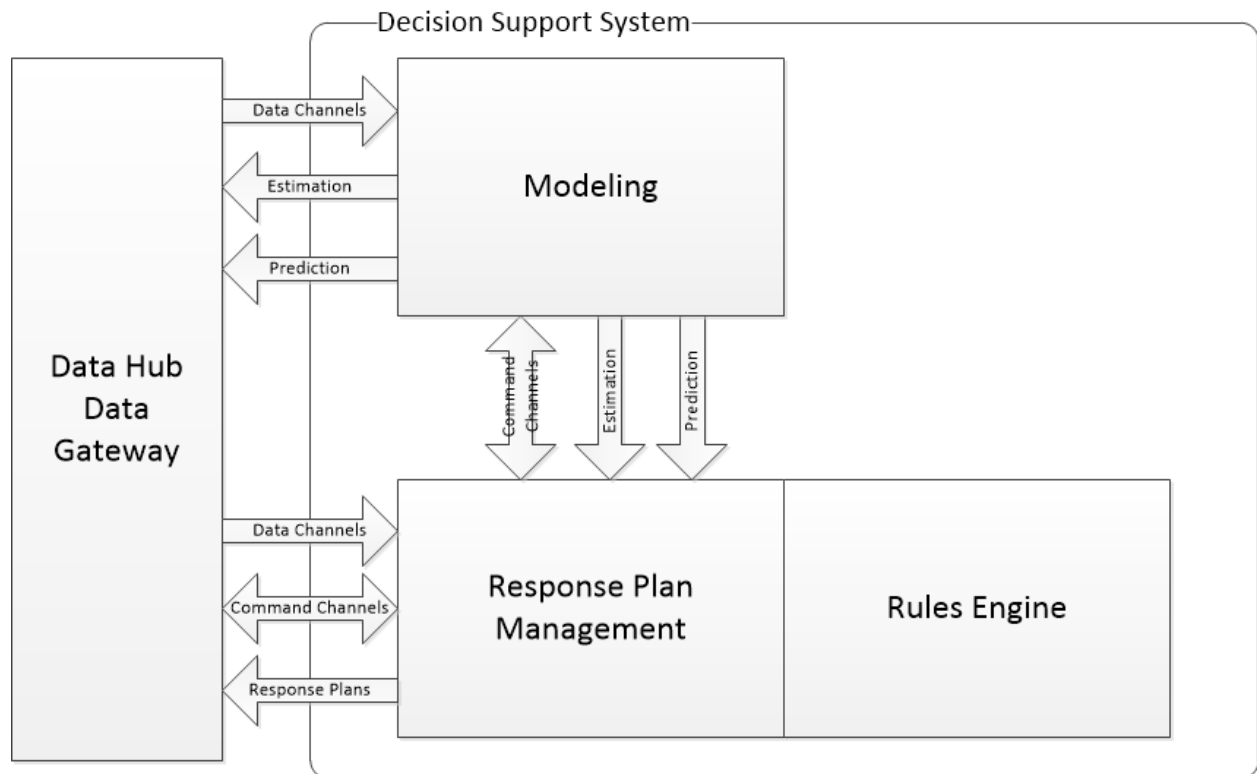 Decision Support System
Data Channels
Estimation
Modeling
Prediction
Data Hub
Data
Gateway
Command
Channels
Estimation
Prediction
Data Channels
Command Channels
Response Plans
Response Plan
Management
Rules Engine